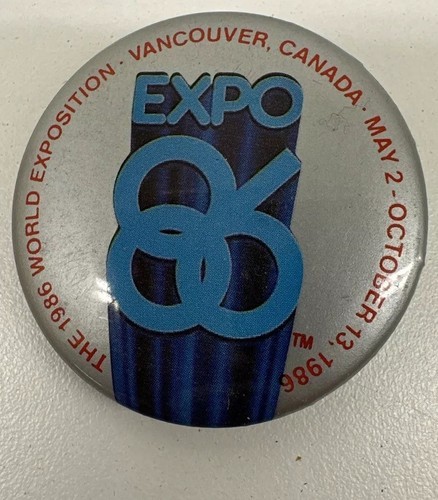 THE 1986 WORLD EXPOSITION · VANCOUVER, CANADA · MAY 2 - OCTOBER 13, 1986
EXPO
86
TM